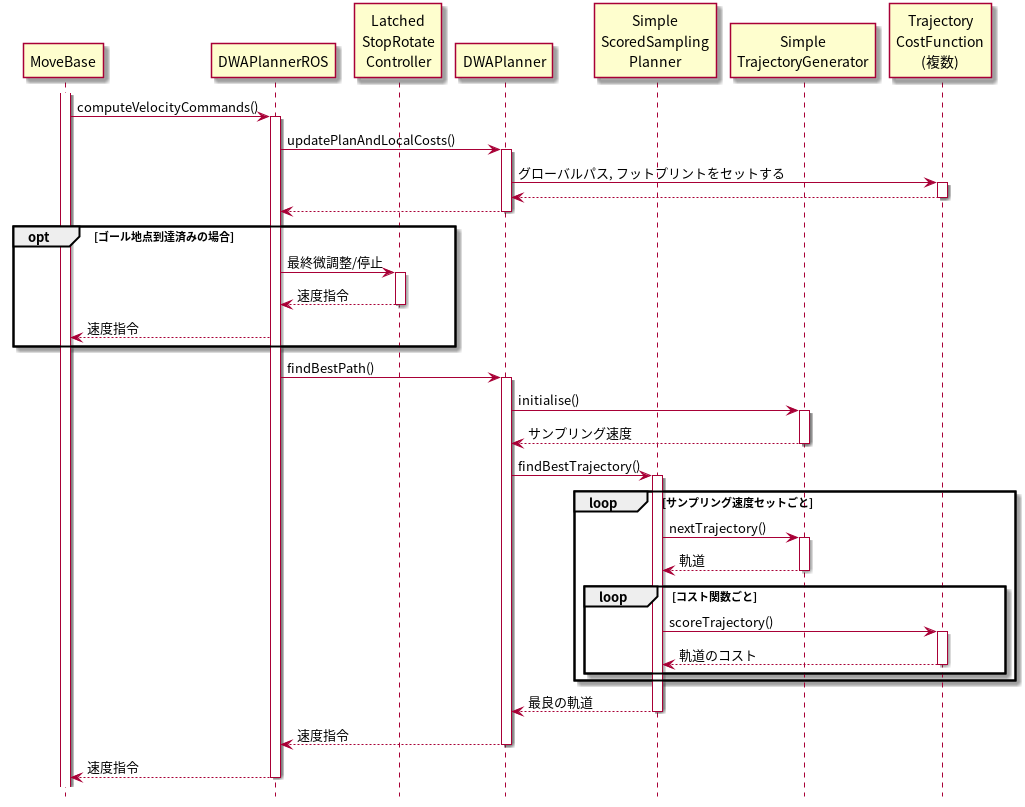 MoveBase
DWAPlannerROS
Latched
StopRotate
Controller
DWAPlanner
Simple
ScoredSampling
Planner
Simple
TrajectoryGenerator
Trajectory
CostFunction
(複数)
computeVelocityCommands()
updatePlanAndLocalCosts()
グローバルパス, フットプリントをセットする
opt [ゴール地点到達済みの場合]
最終微調整/停止
速度指令
速度指令
findBestPath()
initialise()
サンプリング速度
findBestTrajectory()
loop [サンプリング速度セットごと]
nextTrajectory()
軌道
loop [コスト関数ごと]
scoreTrajectory()
軌道のコスト
最良の軌道
速度指令
速度指令